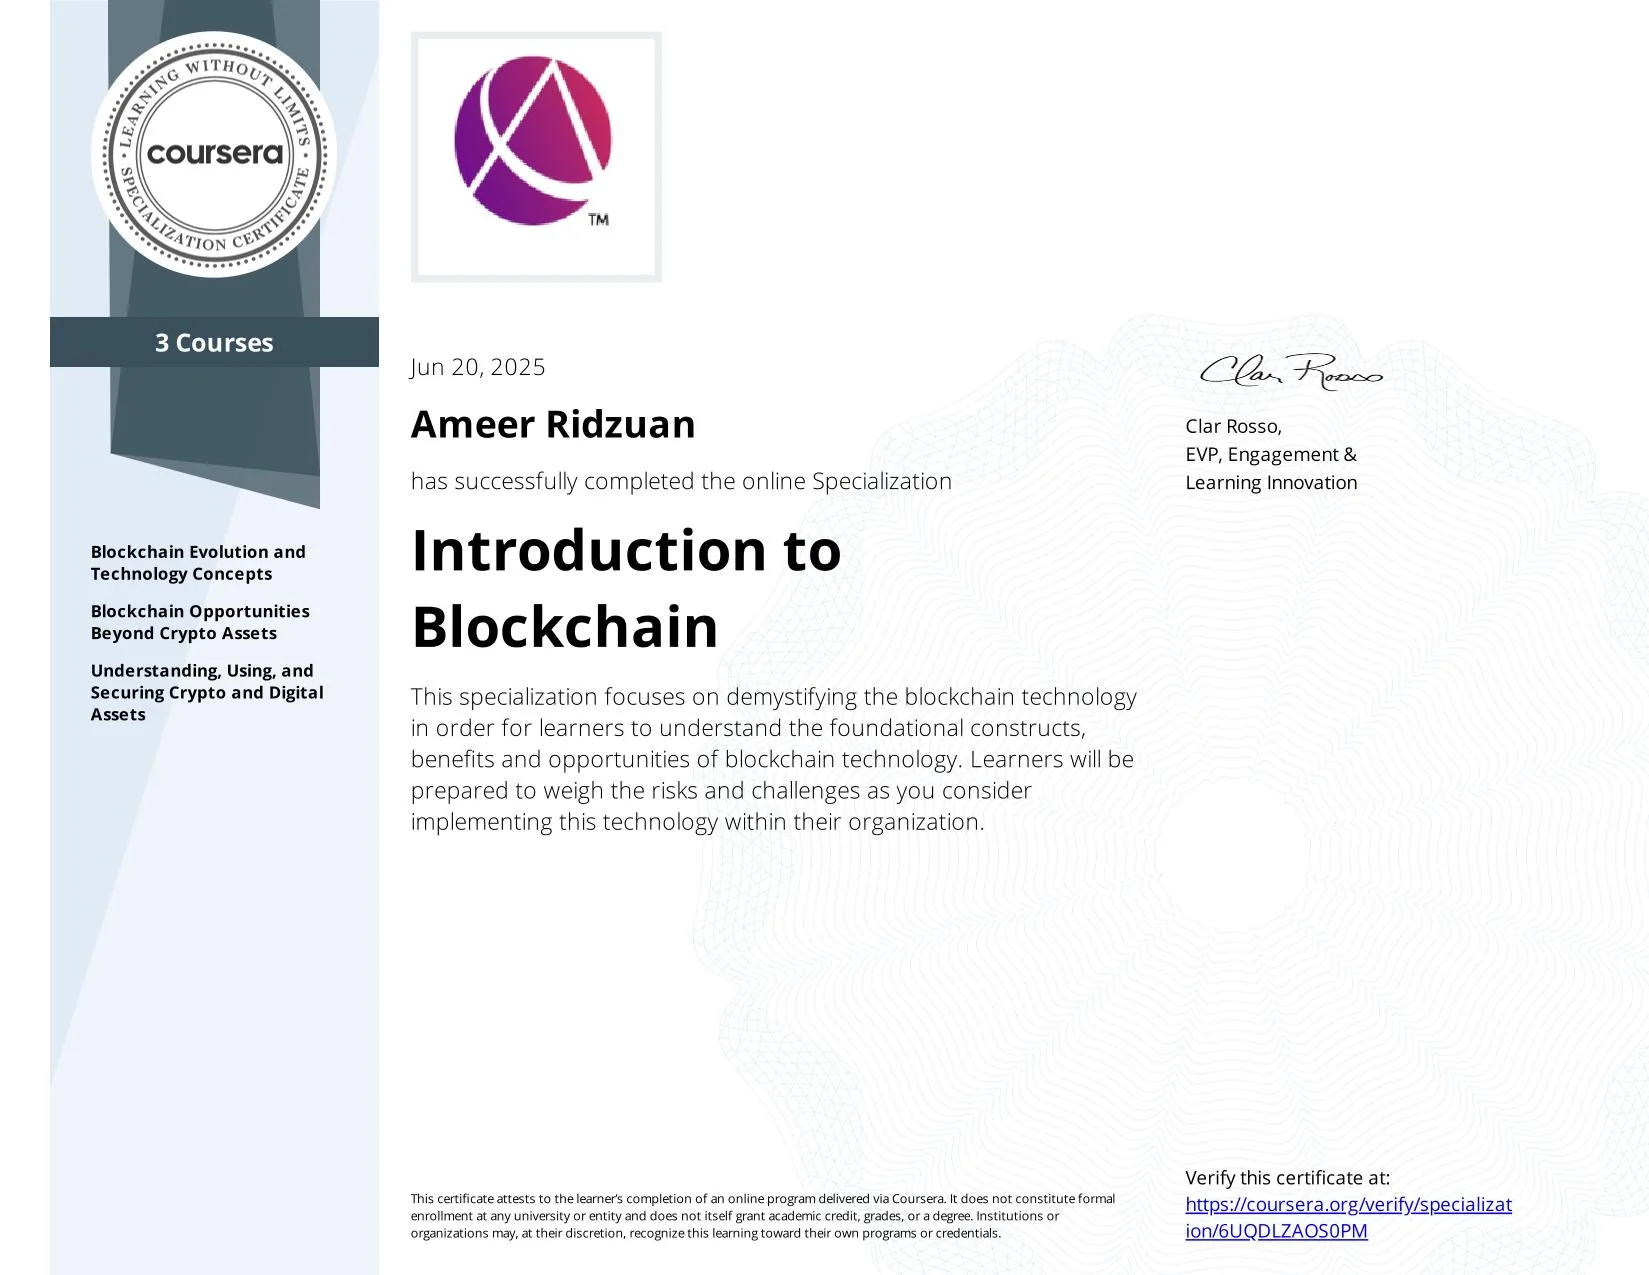 LEARNING WITHOUT LIMITS
coursera
SPECIALIZATION CERTIFICATE
3 Courses
Blockchain Evolution and
Technology Concepts
Blockchain Opportunities
Beyond Crypto Assets
Understanding, Using, and
Securing Crypto and Digital
Assets
TM
Jun 20, 2025
Ameer Ridzuan
has successfully completed the online Specialization
Introduction to
Blockchain
This specialization focuses on demystifying the blockchain technology
in order for learners to understand the foundational constructs,
benefits and opportunities of blockchain technology. Learners will be
prepared to weigh the risks and challenges as you consider
implementing this technology within their organization.
Clar Rosso
Clar Rosso,
EVP, Engagement &
Learning Innovation
This certificate attests to the learner’s completion of an online program delivered via Coursera. It does not constitute formal
enrollment at any university or entity and does not itself grant academic credit, grades, or a degree. Institutions or
organizations may, at their discretion, recognize this learning toward their own programs or credentials.
Verify this certificate at:
https://coursera.org/verify/specializat
ion/6UQDLZAOS0PM